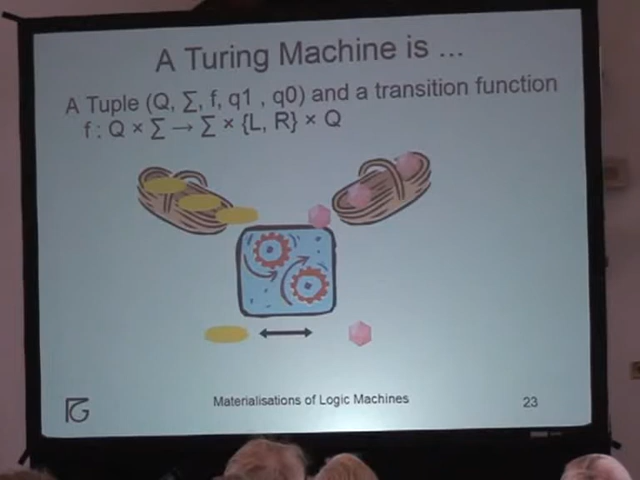 A Turing Machine is ...
A Tuple (Q, Σ, f, q1 , q0) and a transition function
f : Q × Σ → Σ × {L, R} × Q
Materialisations of Logic Machines
23